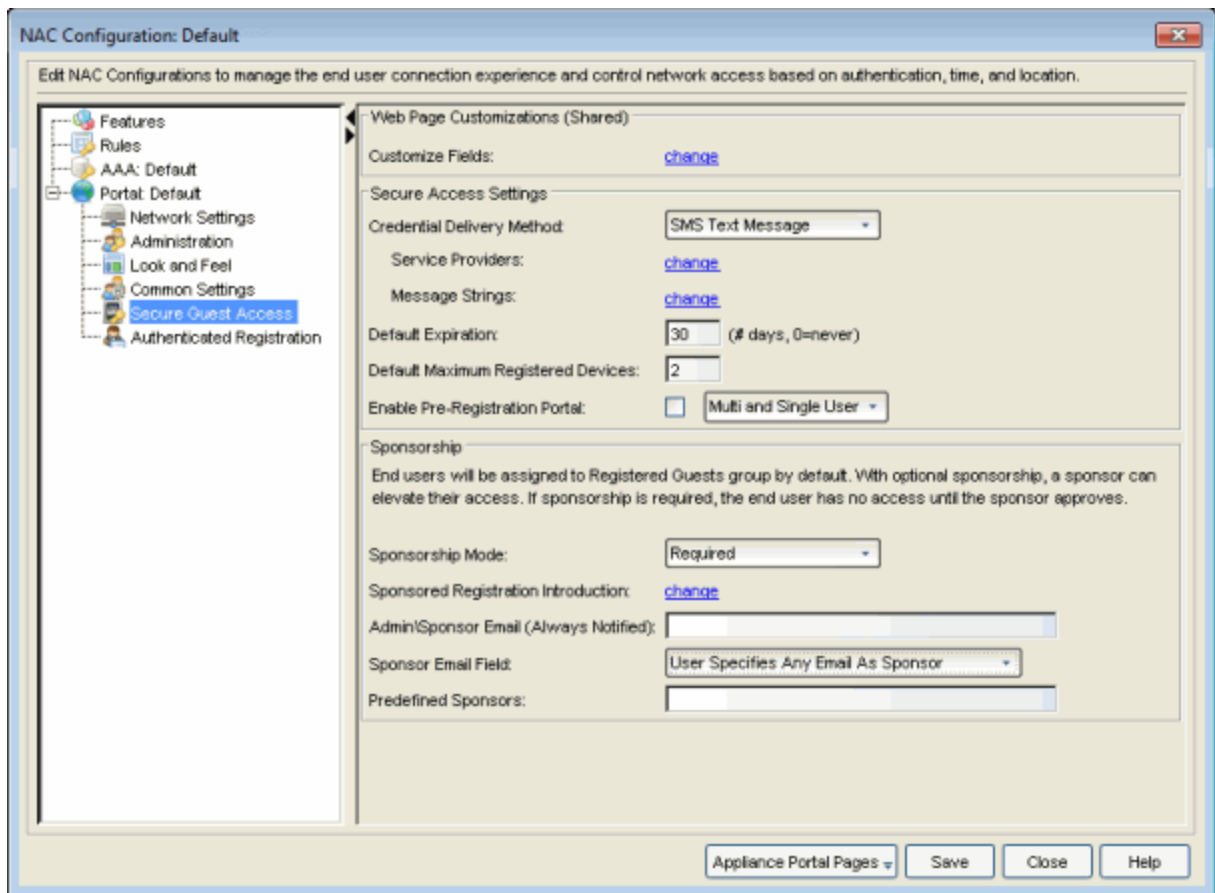 NAC Configuration: Default
Edit NAC Configurations to manage the end user connection experience and control network access based on authentication, time, and location.
Features
Rules
AAA: Default
Portal: Default
Network Settings
Administration
Look and Feel
Common Settings
Secure Guest Access
Authenticated Registration
Web Page Customizations (Shared)
Customize Fields: change
Secure Access Settings
Credential Delivery Method: SMS Text Message
Service Providers: change
Message Strings: change
Default Expiration: 30 (# days, 0=never)
Default Maximum Registered Devices: 2
Enable Pre-Registration Portal: Multi and Single User
Sponsorship
End users will be assigned to Registered Guests group by default. With optional sponsorship, a sponsor can
elevate their access. If sponsorship is required, the end user has no access until the sponsor approves.
Sponsorship Mode: Required
Sponsored Registration Introduction: change
Admin\Sponsor Email (Always Notified):
Sponsor Email Field: User Specifies Any Email As Sponsor
Predefined Sponsors:
Appliance Portal Pages Save Close Help